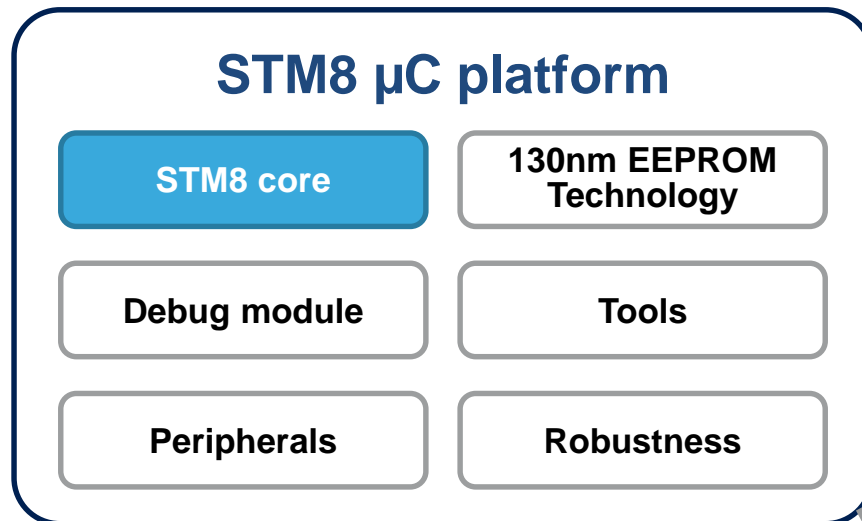 STM8 µC platform
STM8 core
130nm EEPROM
Technology
Debug module
Tools
Peripherals
Robustness